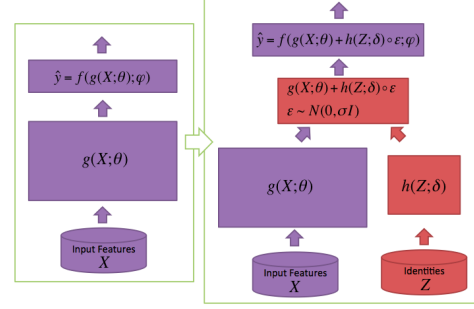 ŷ = f(g(X;θ);φ)
g(X;θ)
Input Features
X
ŷ = f(g(X;θ)+h(Z;δ)∘ε;φ)
g(X;θ)+h(Z;δ)∘ε
ε ~ N(0,σI)
g(X;θ)
h(Z;δ)
Input Features
X
Identities
Z